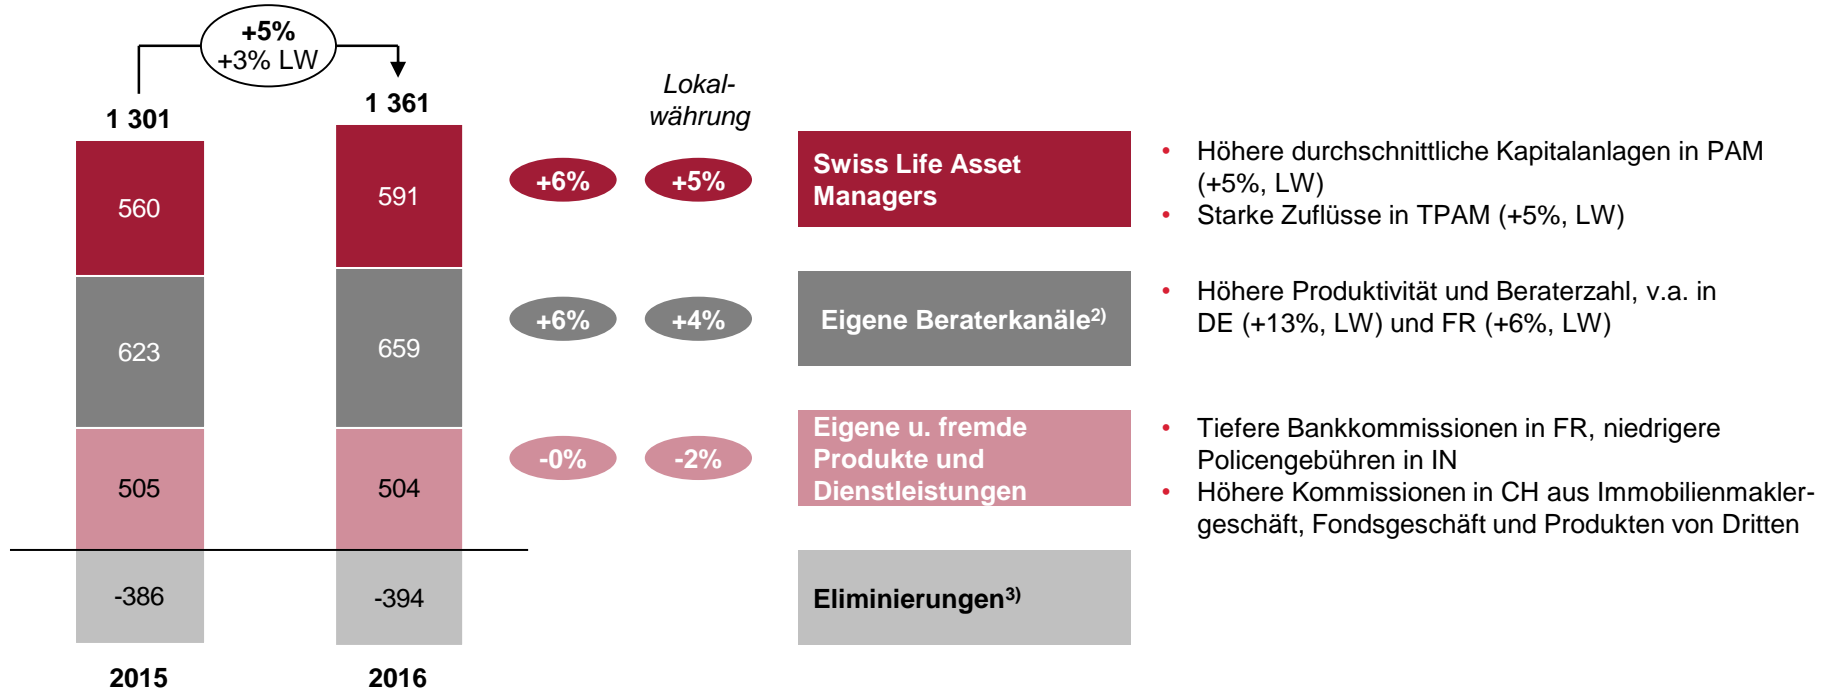 +5%
+3% LW
1 301
1 361
Lokal-
währung
560
591
+6%
+5%
Swiss Life Asset
Managers
• Höhere durchschnittliche Kapitalanlagen in PAM
(+5%, LW)
• Starke Zuflüsse in TPAM (+5%, LW)
623
659
+6%
+4%
Eigene Beraterkanäle2)
• Höhere Produktivität und Beraterzahl, v.a. in
DE (+13%, LW) und FR (+6%, LW)
505
504
-0%
-2%
Eigene u. fremde
Produkte und
Dienstleistungen
• Tiefere Bankkommissionen in FR, niedrigere
Policengebühren in IN
• Höhere Kommissionen in CH aus Immobilienmakler-
geschäft, Fondsgeschäft und Produkten von Dritten
-386
-394
Eliminierungen3)
2015
2016